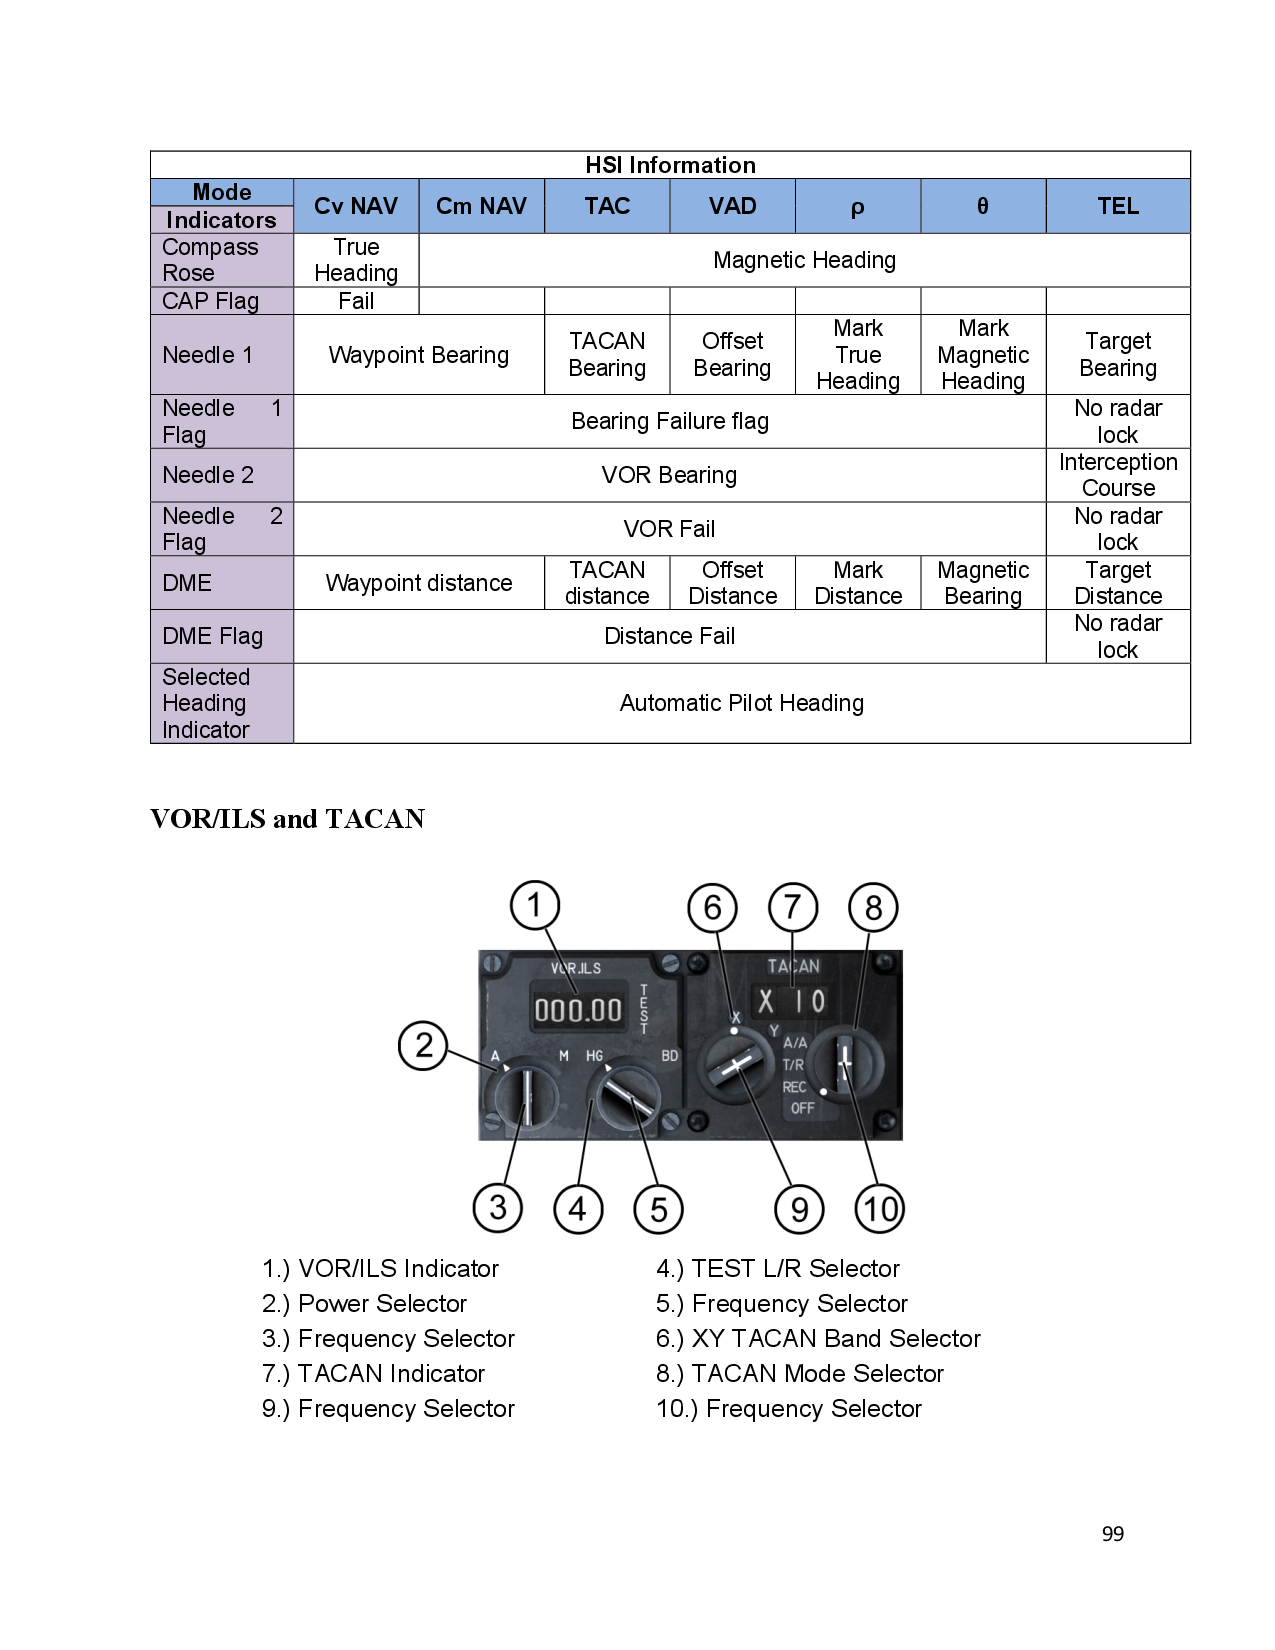 HSI Information
Mode
Indicators
Cv NAV
Cm NAV
TAC
VAD
ρ
θ
TEL
Compass
Rose
True
Heading
Magnetic Heading
CAP Flag
Fail
Needle 1
Waypoint Bearing
TACAN
Bearing
Offset
Bearing
Mark
True
Heading
Mark
Magnetic
Heading
Target
Bearing
Needle 1
Flag
Bearing Failure flag
No radar
lock
Needle 2
VOR Bearing
Interception
Course
Needle 2
Flag
VOR Fail
No radar
lock
DME
Waypoint distance
TACAN
distance
Offset
Distance
Mark
Distance
Magnetic
Bearing
Target
Distance
DME Flag
Distance Fail
No radar
lock
Selected
Heading
Indicator
Automatic Pilot Heading
VOR/ILS and TACAN
1
6
7
8
VOR.ILS
000.00
TEST
TACAN
X 10
2
A
M
HG
BD
X
Y
A/A
T/R
REC
OFF
3
4
5
9
10
1.) VOR/ILS Indicator
4.) TEST L/R Selector
2.) Power Selector
5.) Frequency Selector
3.) Frequency Selector
6.) XY TACAN Band Selector
7.) TACAN Indicator
8.) TACAN Mode Selector
9.) Frequency Selector
10.) Frequency Selector
99